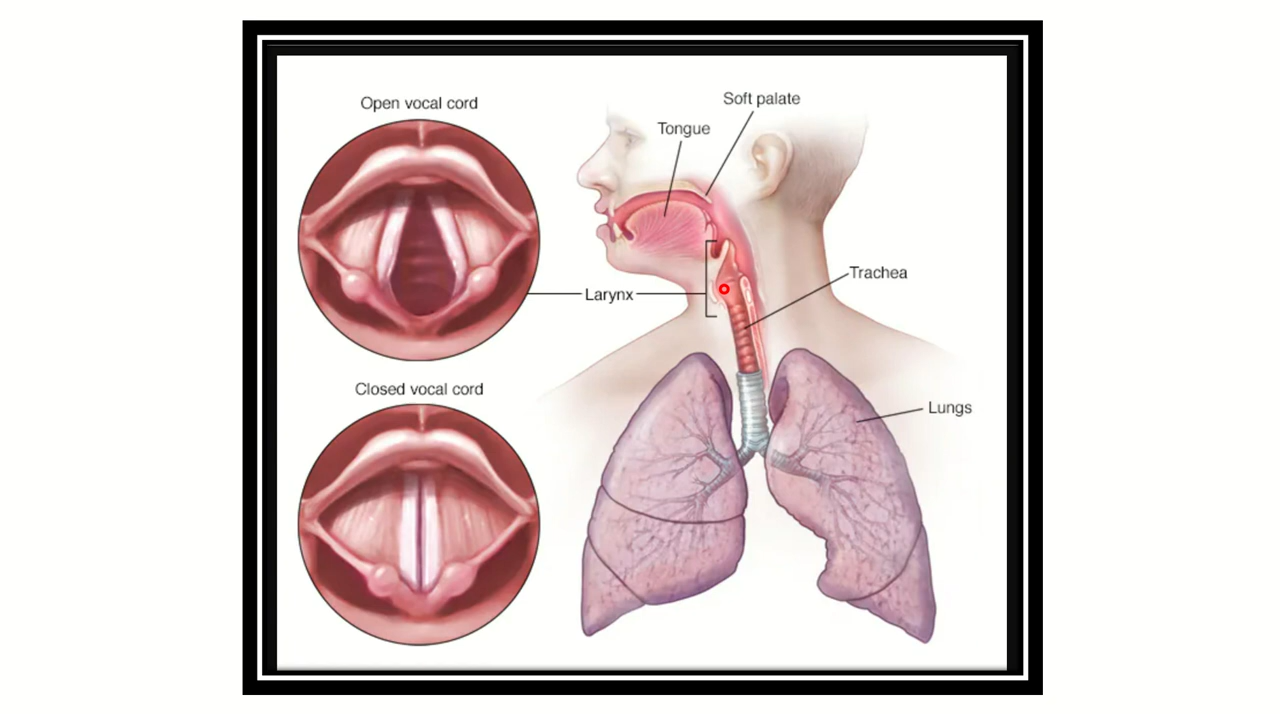 Open vocal cord
Soft palate
Tongue
Trachea
Larynx
Closed vocal cord
Lungs